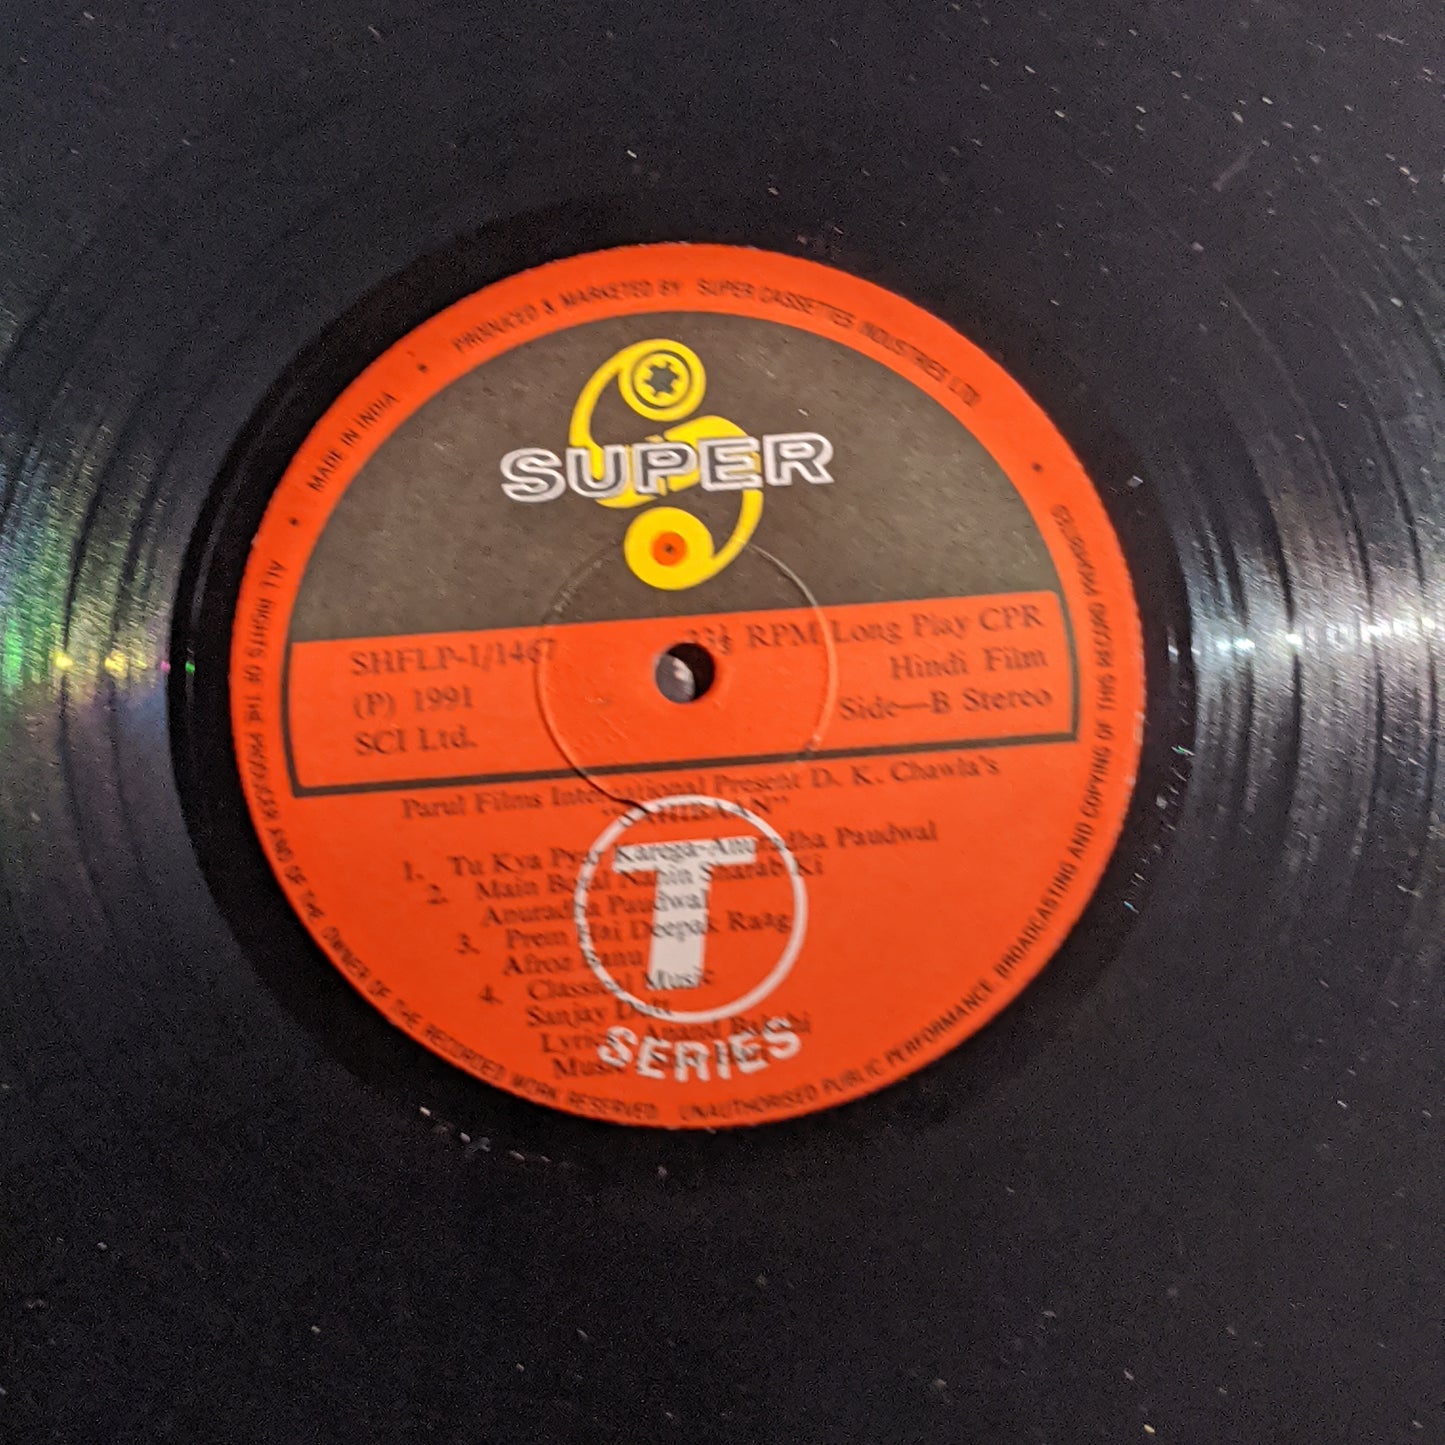 PRODUCED & MARKETED BY SUPER CASSETTES INDUSTRIES LTD.
MADE IN INDIA
SUPER
SHFLP-1/1467
(P) 1991
SCI Ltd.
33⅓ RPM Long Play CPR
Hindi Film
Side—B Stereo
Parul Films International Present D. K. Chawla's
"SAHIBAAN"
1. Tu Kya Pyar Karega-Anuradha Paudwal
2. Main Botal Nahin Sharab Ki
Anuradha Paudwal
3. Prem Hai Deepak Raag
Afroz Banu
4. Classical Music
Sanjay Dutt
Lyrics: Anand Bakshi
Music: Hari
T
SERIES
ALL RIGHTS OF THE PRODUCER AND OF THE OWNER OF THE RECORDED WORK RESERVED UNAUTHORISED PUBLIC PERFORMANCE BROADCASTING AND COPYING OF THIS RECORD PROHIBITED